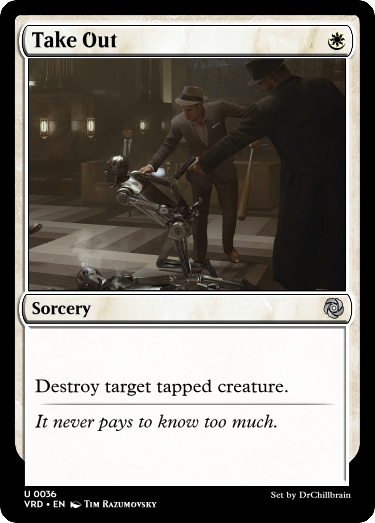 Take Out
Sorcery
Destroy target tapped creature.
It never pays to know too much.
U 0036
VRD • EN Tim Razumovsky
Set by DrChillbrain